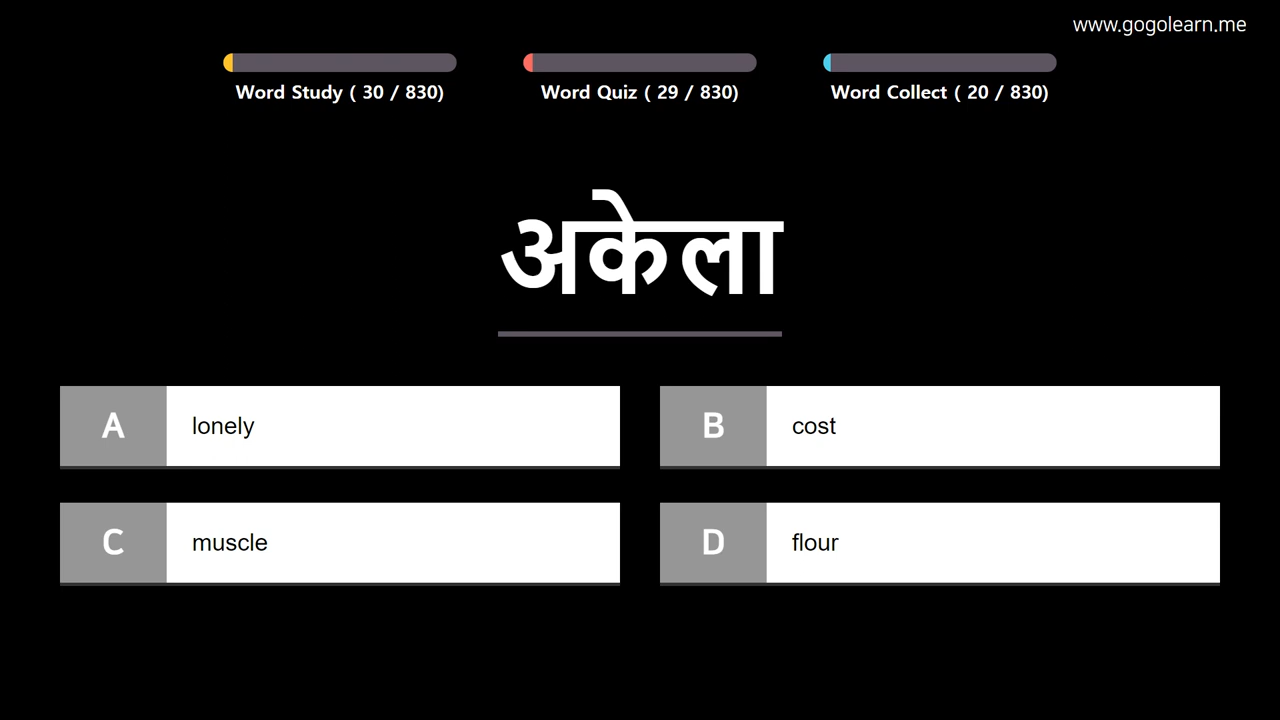 www.gogolearn.me
Word Study ( 30 / 830)
Word Quiz ( 29 / 830)
Word Collect ( 20 / 830)
अकेला
A lonely
B cost
C muscle
D flour